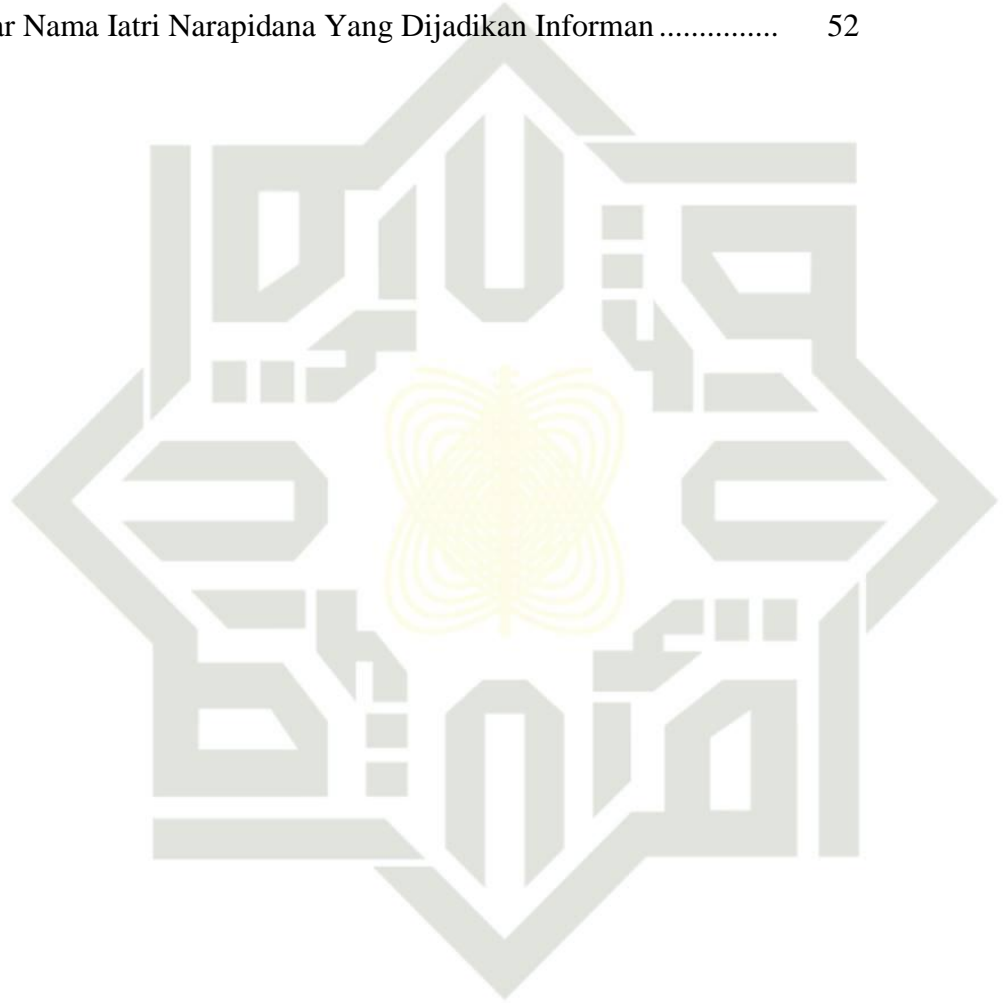 ar Nama Iatri Narapidana Yang Dijadikan Informan ............... 52